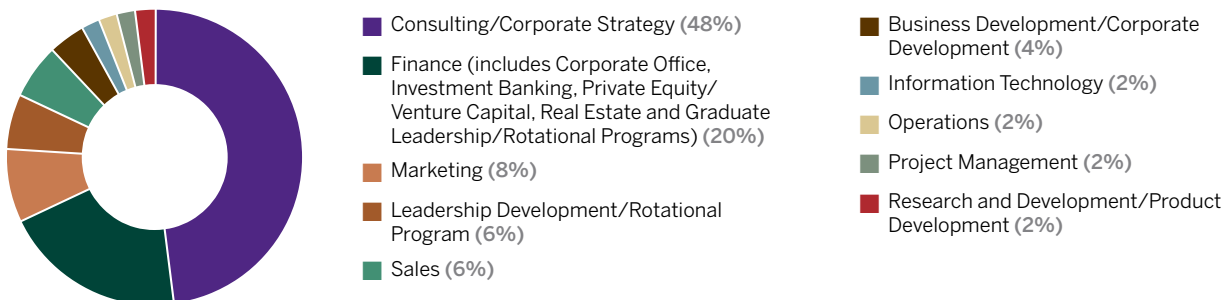 Consulting/Corporate Strategy (48%)
Finance (includes Corporate Office,
Investment Banking, Private Equity/
Venture Capital, Real Estate and Graduate
Leadership/Rotational Programs) (20%)
Marketing (8%)
Leadership Development/Rotational
Program (6%)
Sales (6%)
Business Development/Corporate
Development (4%)
Information Technology (2%)
Operations (2%)
Project Management (2%)
Research and Development/Product
Development (2%)